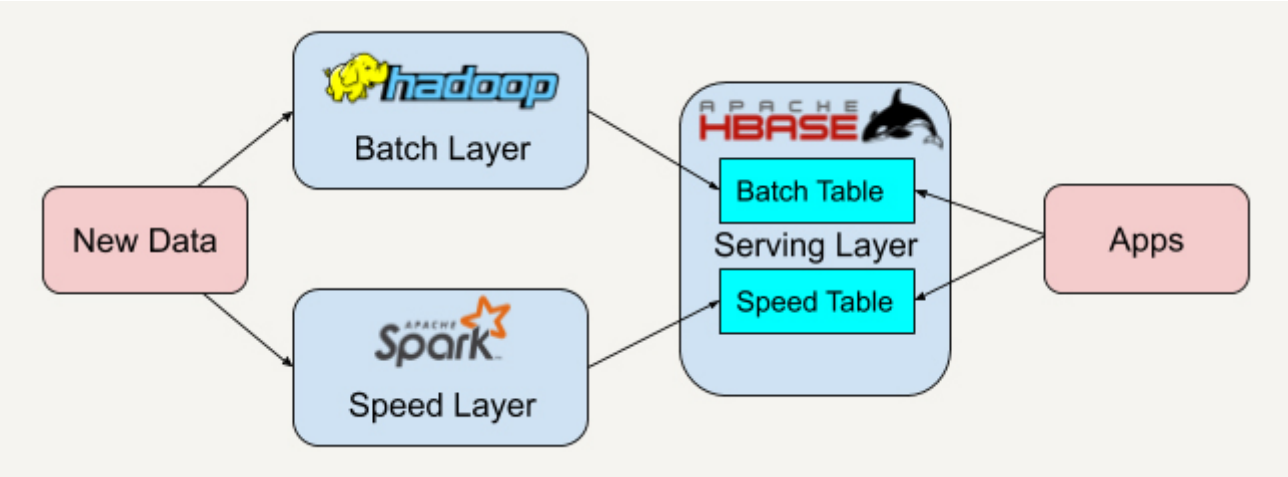 hadoop
Batch Layer
New Data
APACHE
Spark
Speed Layer
APACHE
HBASE
Batch Table
Serving Layer
Speed Table
Apps